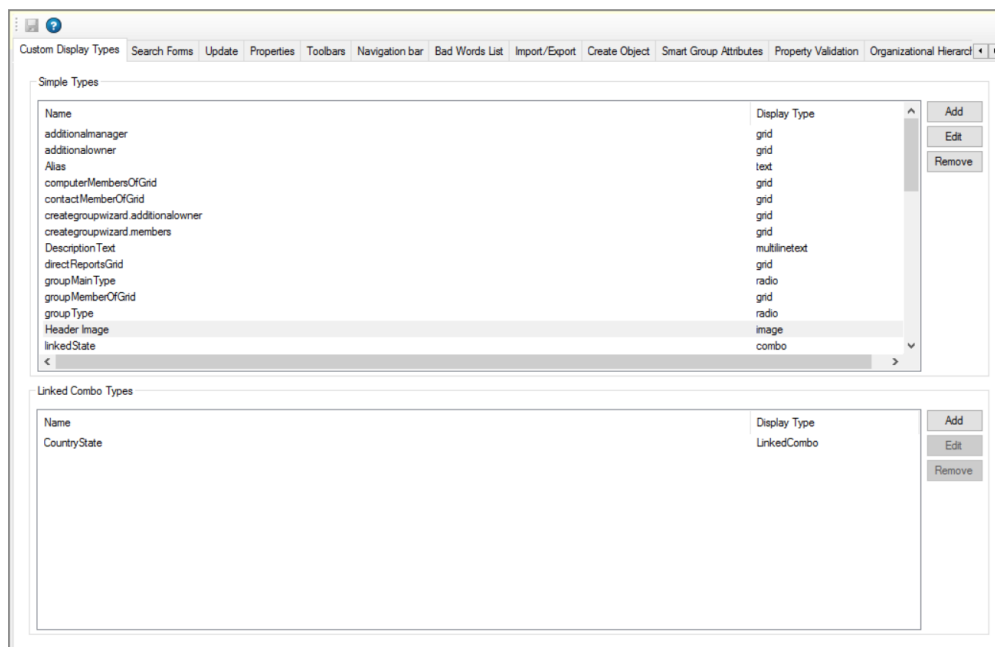 Custom Display Types Search Forms Update Properties Toolbars Navigation bar Bad Words List Import/Export Create Object Smart Group Attributes Property Validation Organizational Hierarch
Simple Types
Name Display Type Add
additionalmanager grid Edit
additionalowner grid
Alias text Remove
computerMembersOfGrid grid
contactMemberOfGrid grid
creategroupwizard.additionalowner grid
creategroupwizard.members grid
DescriptionText multilinetext
directReportsGrid grid
groupMainType radio
groupMemberOfGrid grid
groupType radio
Header Image image
linkedState combo
Linked Combo Types
Name Display Type Add
CountryState LinkedCombo Edit
Remove